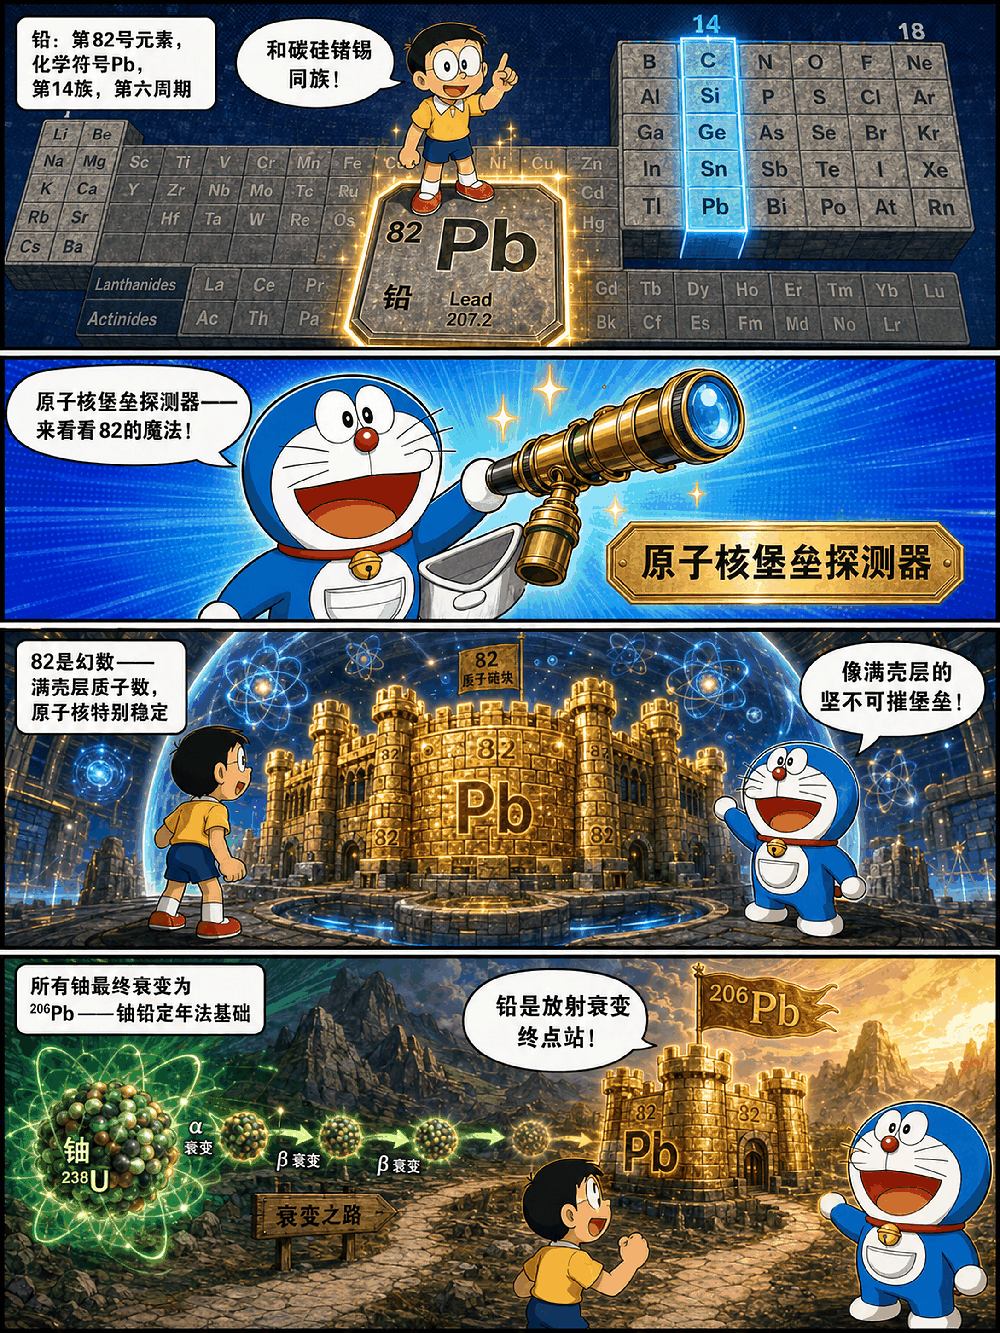 铅：第82号元素，
化学符号Pb，
第14族，第六周期
和碳硅锗锡
同族！
14
18
B C N O F Ne
Al Si P S Cl Ar
Ga Ge As Se Br Kr
In Sn Sb Te I Xe
Tl Pb Bi Po At Rn
Li Be
Na Mg Sc Ti V Cr Mn Fe Ni Cu Zn
K Ca Y Zr Nb Mo Tc Ru Cd
Rb Sr Hf Ta W Re Os Hg
Cs Ba
82
Pb
铅
Lead
207.2
Lanthanides La Ce Pr Gd Tb Dy Ho Er Tm Yb Lu
Actinides Ac Th Pa Bk Cf Es Fm Md No Lr
原子核堡垒探测器——
来看看82的魔法！
原子核堡垒探测器
82是幻数——
满壳层质子数，
原子核特别稳定
82
质子砖块
像满壳层的
坚不可摧堡垒！
82 82 87
Pb
82 82
所有铀最终衰变为
²⁰⁶Pb——铀铅定年法基础
铅是放射衰变
终点站！
²⁰⁶Pb
铀
²³⁸U
α
衰变
β衰变
β衰变
82 82
Pb
衰变之路